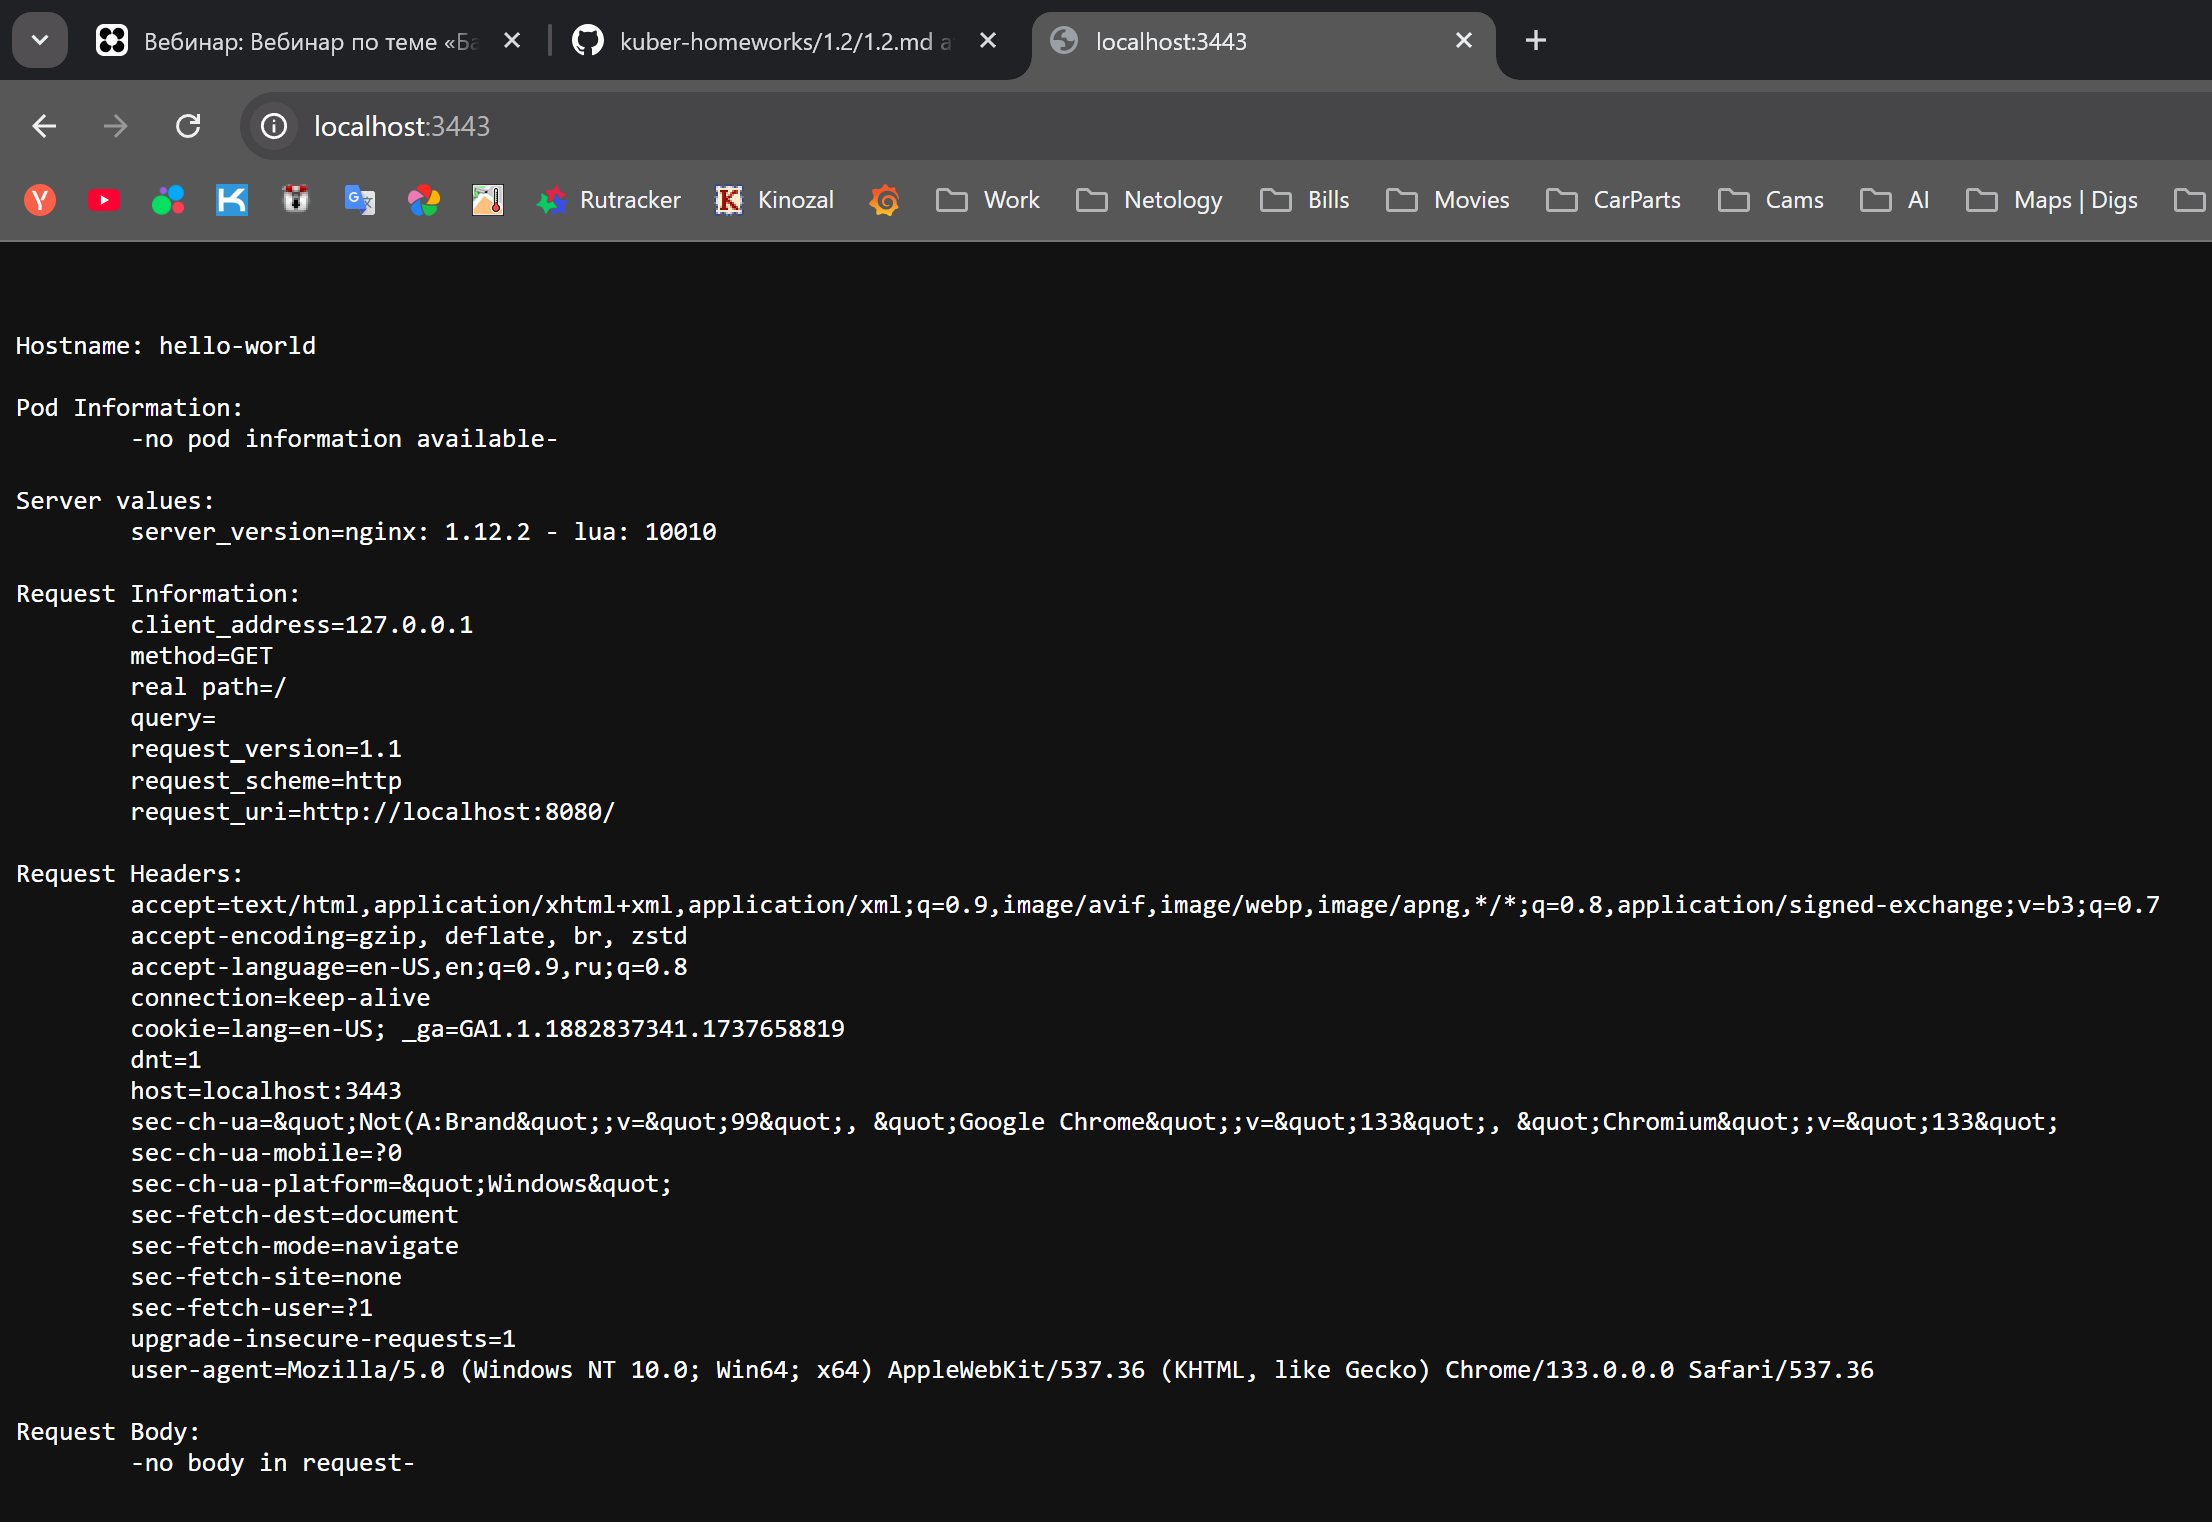 Вебинар: Вебинар по теме «Ба
kuber-homeworks/1.2/1.2.md a
localhost:3443
localhost:3443
Rutracker
Kinozal
Work
Netology
Bills
Movies
CarParts
Cams
AI
Maps | Digs
Hostname: hello-world
Pod Information:
-no pod information available-
Server values:
server_version=nginx: 1.12.2 - lua: 10010
Request Information:
client_address=127.0.0.1
method=GET
real path=/
query=
request_version=1.1
request_scheme=http
request_uri=http://localhost:8080/
Request Headers:
accept=text/html,application/xhtml+xml,application/xml;q=0.9,image/avif,image/webp,image/apng,*/*;q=0.8,application/signed-exchange;v=b3;q=0.7
accept-encoding=gzip, deflate, br, zstd
accept-language=en-US,en;q=0.9,ru;q=0.8
connection=keep-alive
cookie=lang=en-US; _ga=GA1.1.1882837341.1737658819
dnt=1
host=localhost:3443
sec-ch-ua=&quot;Not(A:Brand&quot;;v=&quot;99&quot;, &quot;Google Chrome&quot;;v=&quot;133&quot;, &quot;Chromium&quot;;v=&quot;133&quot;
sec-ch-ua-mobile=?0
sec-ch-ua-platform=&quot;Windows&quot;
sec-fetch-dest=document
sec-fetch-mode=navigate
sec-fetch-site=none
sec-fetch-user=?1
upgrade-insecure-requests=1
user-agent=Mozilla/5.0 (Windows NT 10.0; Win64; x64) AppleWebKit/537.36 (KHTML, like Gecko) Chrome/133.0.0.0 Safari/537.36
Request Body:
-no body in request-